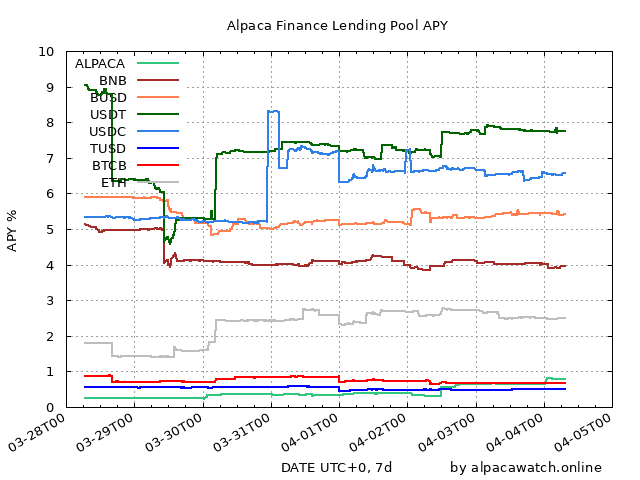 Alpaca Finance Lending Pool APY
10
9
8
7
6
5
4
3
2
1
0
APY %
ALPACA
BNB
BUSD
USDT
USDC
TUSD
BTCB
ETH
03-28T00
03-29T00
03-30T00
03-31T00
04-01T00
04-02T00
04-03T00
04-04T00
04-05T00
DATE UTC+0, 7d
by alpacawatch.online